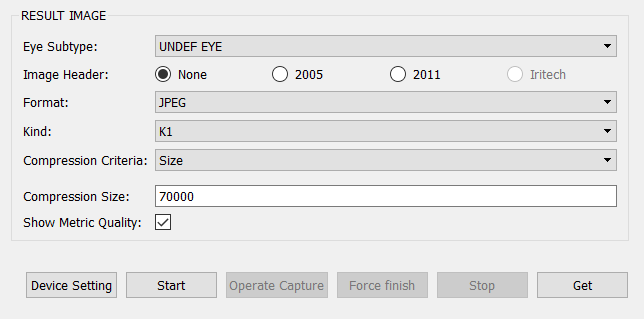 RESULT IMAGE
Eye Subtype: UNDEF EYE
Image Header: None 2005 2011 Iritech
Format: JPEG
Kind: K1
Compression Criteria: Size
Compression Size: 70000
Show Metric Quality:
Device Setting Start Operate Capture Force finish Stop Get